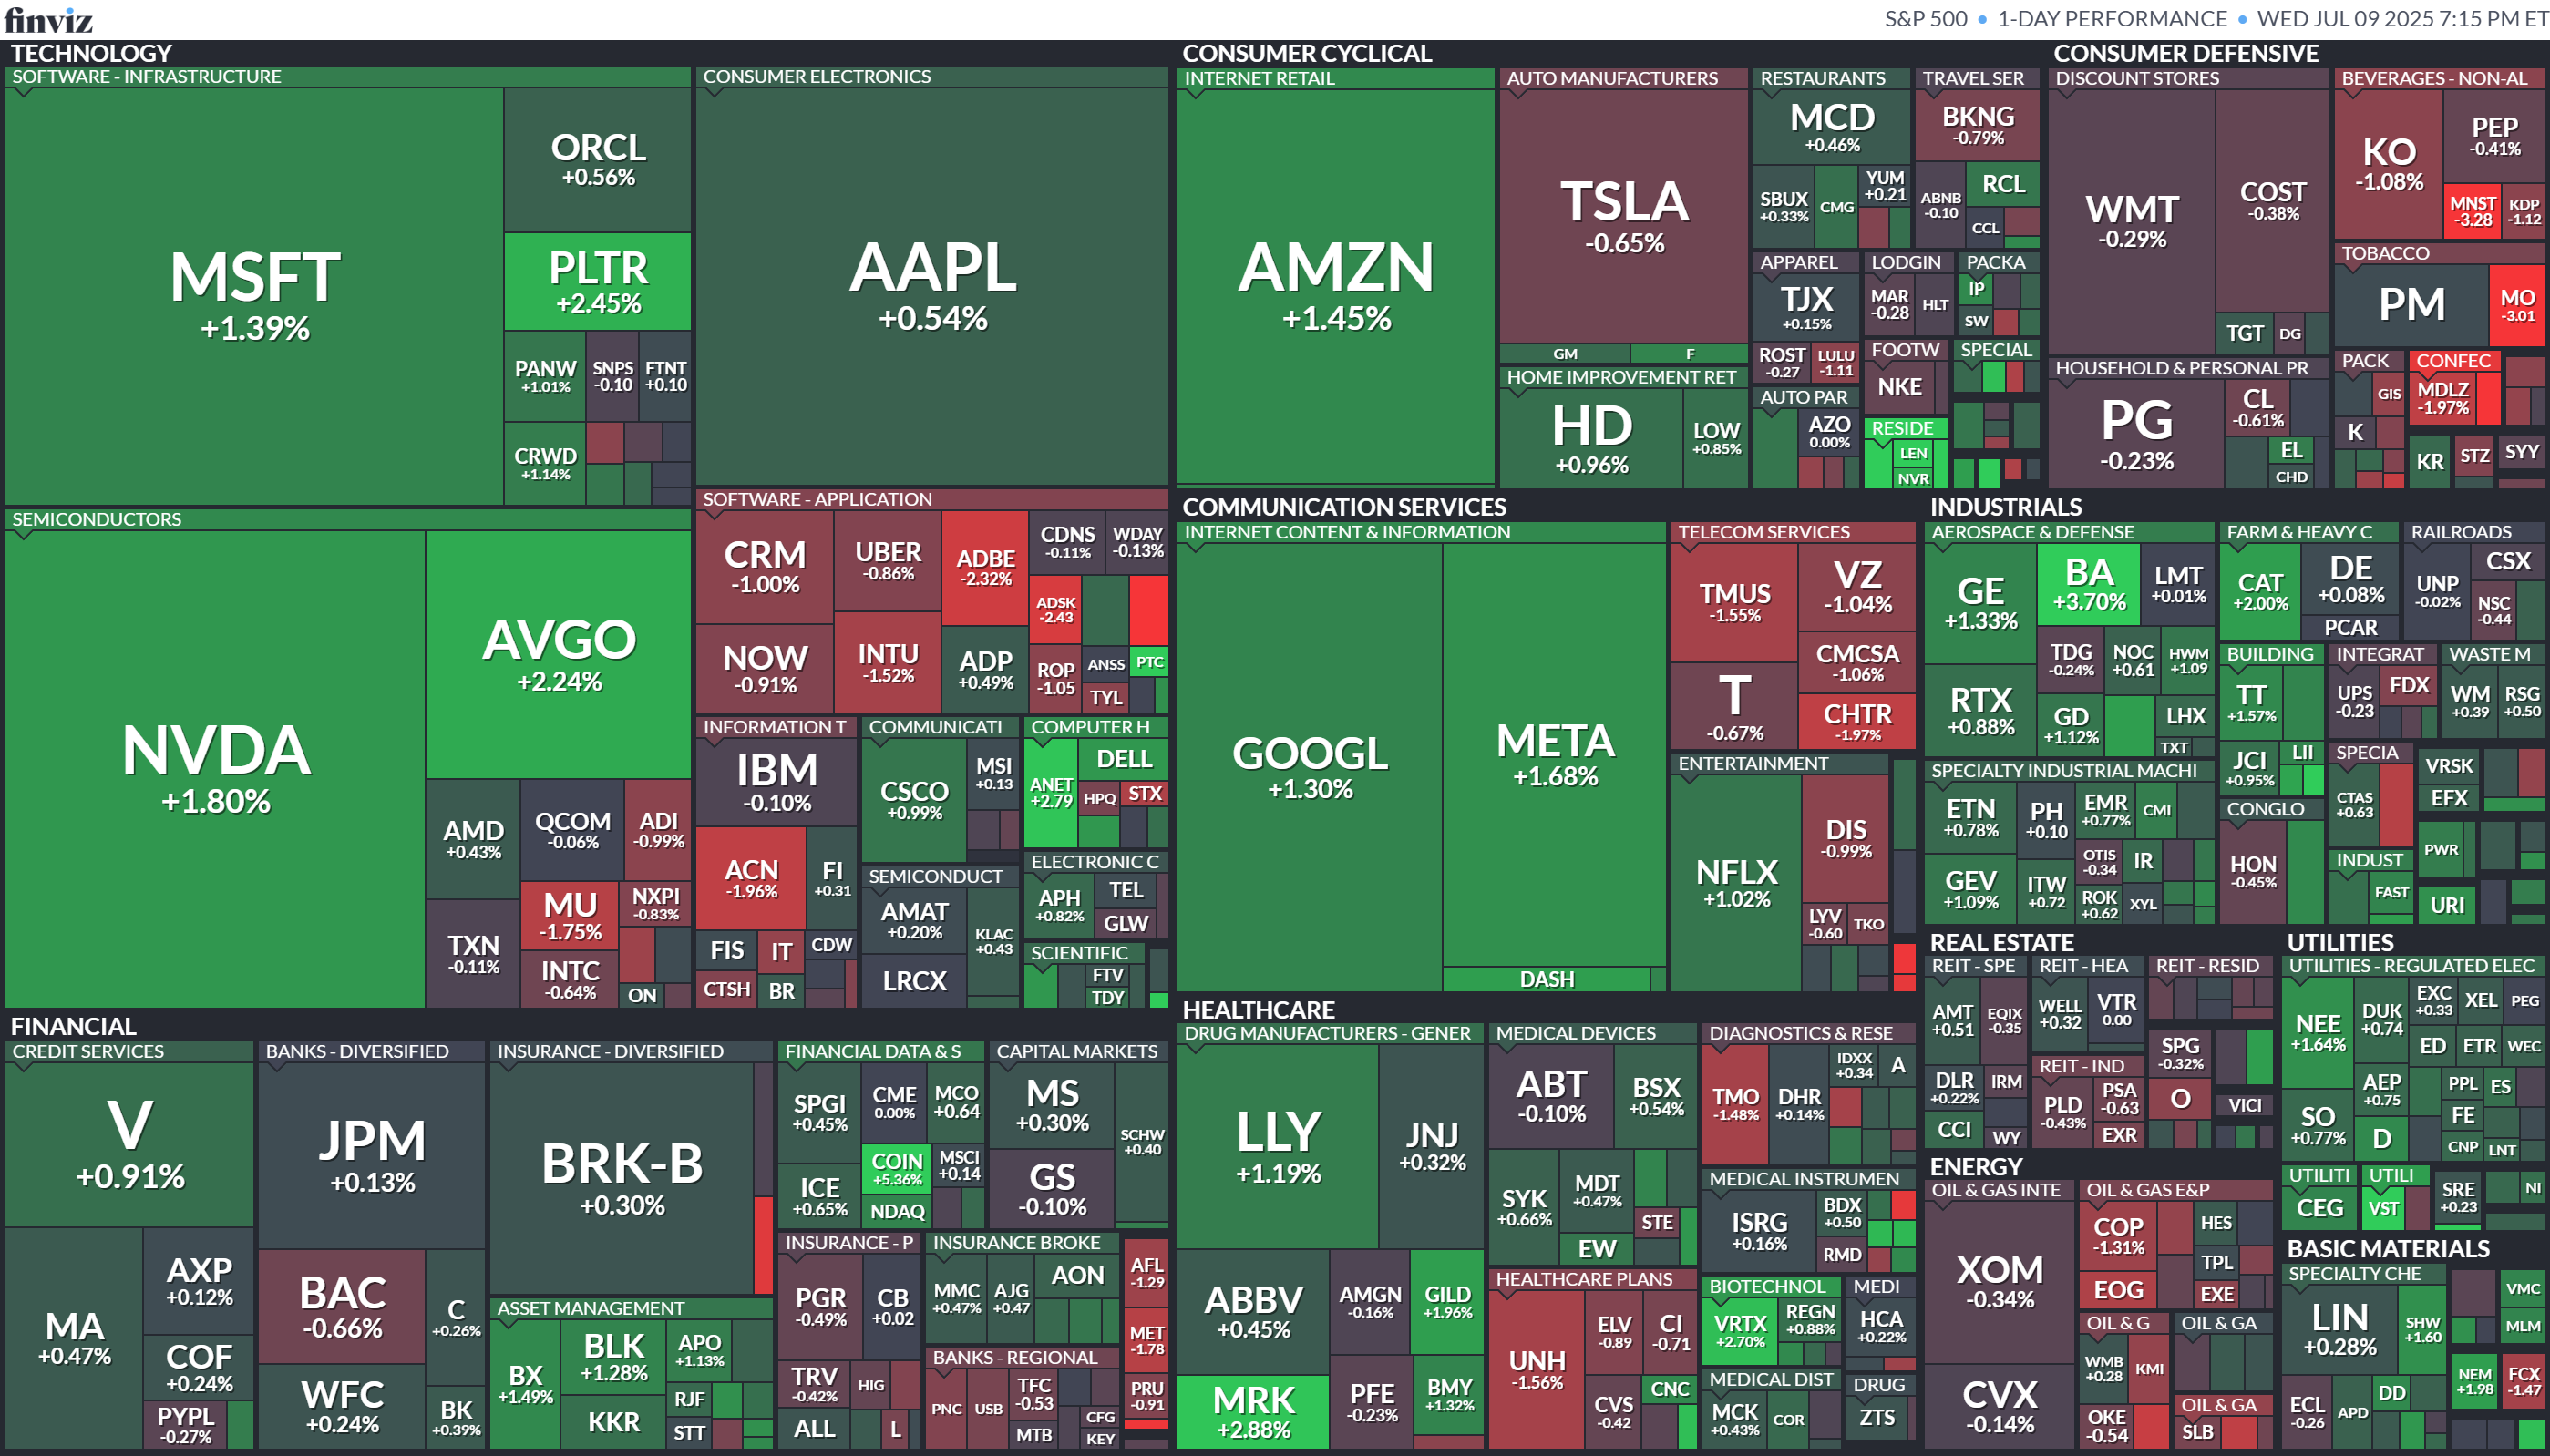 finviz
S&P 500 • 1-DAY PERFORMANCE • WED JUL 09 2025 7:15 PM ET
TECHNOLOGY
SOFTWARE - INFRASTRUCTURE
MSFT
+1.39%
ORCL
+0.56%
PLTR
+2.45%
PANW
+1.01%
SNPS
-0.10
FTNT
+0.10
CRWD
+1.14%
CONSUMER ELECTRONICS
AAPL
+0.54%
SEMICONDUCTORS
NVDA
+1.80%
AVGO
+2.24%
AMD
+0.43%
QCOM
-0.06%
ADI
-0.99%
TXN
-0.11%
MU
-1.75%
NXPI
-0.83%
INTC
-0.64%
ON
SOFTWARE - APPLICATION
CRM
-1.00%
UBER
-0.86%
ADBE
-2.32%
CDNS
-0.11%
WDAY
-0.13%
NOW
-0.91%
INTU
-1.52%
ADP
+0.49%
ADSK
-2.43
ROP
-1.05
ANSS
PTC
TYL
INFORMATION T
IBM
-0.10%
ACN
-1.96%
FI
+0.31
FIS
IT
CDW
CTSH
BR
COMMUNICATI
CSCO
+0.99%
MSI
+0.13
COMPUTER H
ANET
+2.79
DELL
HPQ
STX
SEMICONDUCT
AMAT
+0.20%
KLAC
+0.43
LRCX
ELECTRONIC C
APH
+0.82%
TEL
GLW
SCIENTIFIC
FTV
TDY
CONSUMER CYCLICAL
INTERNET RETAIL
AMZN
+1.45%
AUTO MANUFACTURERS
TSLA
-0.65%
GM
F
HOME IMPROVEMENT RET
HD
+0.96%
LOW
+0.85%
RESTAURANTS
MCD
+0.46%
SBUX
+0.33%
CMG
YUM
+0.21
TRAVEL SER
BKNG
-0.79%
ABNB
-0.10
RCL
CCL
APPAREL
TJX
+0.15%
ROST
-0.27
LULU
-1.11
LODGIN
MAR
-0.28
HLT
PACKA
IP
SW
FOOTW
NKE
SPECIAL
AUTO PAR
AZO
0.00%
RESIDE
LEN
NVR
CONSUMER DEFENSIVE
DISCOUNT STORES
WMT
-0.29%
COST
-0.38%
TGT
DG
BEVERAGES - NON-AL
KO
-1.08%
PEP
-0.41%
MNST
-3.28
KDP
-1.12
TOBACCO
PM
MO
-3.01
HOUSEHOLD & PERSONAL PR
PG
-0.23%
CL
-0.61%
EL
CHD
PACK
GIS
K
CONFEC
MDLZ
-1.97%
KR
STZ
SYY
COMMUNICATION SERVICES
INTERNET CONTENT & INFORMATION
GOOGL
+1.30%
META
+1.68%
DASH
TELECOM SERVICES
TMUS
-1.55%
VZ
-1.04%
T
-0.67%
CMCSA
-1.06%
CHTR
-1.97%
ENTERTAINMENT
NFLX
+1.02%
DIS
-0.99%
LYV
-0.60
TKO
INDUSTRIALS
AEROSPACE & DEFENSE
GE
+1.33%
BA
+3.70%
LMT
+0.01%
RTX
+0.88%
TDG
-0.24%
NOC
+0.61
HWM
+1.09
GD
+1.12%
LHX
TXT
FARM & HEAVY C
CAT
+2.00%
DE
+0.08%
PCAR
RAILROADS
UNP
-0.02%
CSX
NSC
-0.44
BUILDING
TT
+1.57%
JCI
+0.95%
LII
INTEGRAT
UPS
-0.23
FDX
WASTE M
WM
+0.39
RSG
+0.50
SPECIALTY INDUSTRIAL MACHI
ETN
+0.78%
PH
+0.10
EMR
+0.77%
CMI
GEV
+1.09%
ITW
+0.72
OTIS
-0.34
IR
ROK
+0.62
XYL
SPECIA
CTAS
+0.63
VRSK
EFX
CONGLO
HON
-0.45%
INDUST
FAST
PWR
URI
FINANCIAL
CREDIT SERVICES
V
+0.91%
MA
+0.47%
AXP
+0.12%
COF
+0.24%
PYPL
-0.27%
BANKS - DIVERSIFIED
JPM
+0.13%
BAC
-0.66%
C
+0.26%
WFC
+0.24%
BK
+0.39%
INSURANCE - DIVERSIFIED
BRK-B
+0.30%
ASSET MANAGEMENT
BX
+1.49%
BLK
+1.28%
APO
+1.13%
KKR
RJF
STT
FINANCIAL DATA & S
SPGI
+0.45%
CME
0.00%
MCO
+0.64
ICE
+0.65%
COIN
+5.36%
MSCI
+0.14
NDAQ
CAPITAL MARKETS
MS
+0.30%
GS
-0.10%
SCHW
+0.40
INSURANCE - P
PGR
-0.49%
CB
+0.02
TRV
-0.42%
HIG
ALL
L
INSURANCE BROKE
MMC
+0.47%
AJG
+0.47
AON
BANKS - REGIONAL
PNC
USB
TFC
-0.53
MTB
CFG
KEY
AFL
-1.29
MET
-1.78
PRU
-0.91
HEALTHCARE
DRUG MANUFACTURERS - GENER
LLY
+1.19%
JNJ
+0.32%
ABBV
+0.45%
AMGN
-0.16%
GILD
+1.96%
MRK
+2.88%
PFE
-0.23%
BMY
+1.32%
MEDICAL DEVICES
ABT
-0.10%
BSX
+0.54%
SYK
+0.66%
MDT
+0.47%
STE
EW
HEALTHCARE PLANS
UNH
-1.56%
ELV
-0.89
CI
-0.71
CVS
-0.42
CNC
DIAGNOSTICS & RESE
TMO
-1.48%
DHR
+0.14%
IDXX
+0.34
A
MEDICAL INSTRUMEN
ISRG
+0.16%
BDX
+0.50
RMD
BIOTECHNOL
VRTX
+2.70%
REGN
+0.88%
MEDI
HCA
+0.22%
MEDICAL DIST
MCK
+0.43%
COR
DRUG
ZTS
REAL ESTATE
REIT - SPE
AMT
+0.51
EQIX
-0.35
DLR
+0.22%
IRM
CCI
WY
REIT - HEA
WELL
+0.32
VTR
0.00
REIT - RESID
REIT - IND
PLD
-0.43%
PSA
-0.63
EXR
SPG
-0.32%
O
VICI
UTILITIES
UTILITIES - REGULATED ELEC
NEE
+1.64%
DUK
+0.74
EXC
+0.33
XEL
PEG
ED
ETR
WEC
SO
+0.77%
AEP
+0.75
PPL
ES
FE
D
CNP
LNT
UTILITI
CEG
UTILI
VST
SRE
+0.23
NI
ENERGY
OIL & GAS INTE
XOM
-0.34%
CVX
-0.14%
OIL & GAS E&P
COP
-1.31%
HES
TPL
EOG
EXE
OIL & G
WMB
+0.28
KMI
OKE
-0.54
OIL & GA
OIL & GA
SLB
BASIC MATERIALS
SPECIALTY CHE
LIN
+0.28%
SHW
+1.60
ECL
-0.26
APD
DD
VMC
MLM
NEM
+1.98
FCX
-1.47